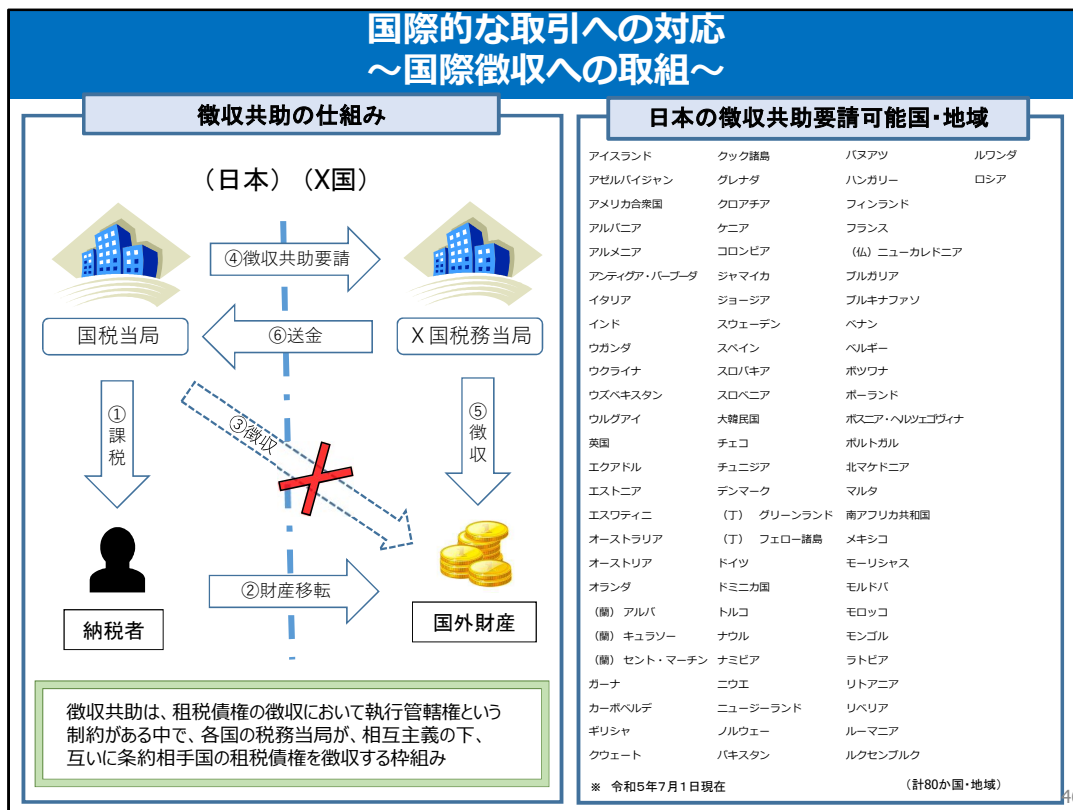 国際的な取引への対応
～国際徴収への取組～
徴収共助の仕組み
（日本）（X国）
④徴収共助要請
国税当局
⑥送金
X国税務当局
①課税
③徴収
⑤徴収
②財産移転
納税者
国外財産
徴収共助は、租税債権の徴収において執行管轄権という
制約がある中で、各国の税務当局が、相互主義の下、
互いに条約相手国の租税債権を徴収する枠組み
日本の徴収共助要請可能国・地域
アイスランド
アゼルバイジャン
アメリカ合衆国
アルバニア
アルメニア
アンティグア・バーブーダ
イタリア
インド
ウガンダ
ウクライナ
ウズベキスタン
ウルグアイ
英国
エクアドル
エストニア
エスワティニ
オーストラリア
オーストリア
オランダ
（蘭） アルバ
（蘭） キュラソー
（蘭） セント・マーチン
ガーナ
カーボベルデ
ギリシャ
クウェート
クック諸島
グレナダ
クロアチア
ケニア
コロンビア
ジャマイカ
ジョージア
スウェーデン
スペイン
スロバキア
スロベニア
大韓民国
チェコ
チュニジア
デンマーク
（丁） グリーンランド
（丁） フェロー諸島
ドイツ
ドミニカ国
トルコ
ナウル
ナミビア
ニウエ
ニュージーランド
ノルウェー
パキスタン
バヌアツ
ハンガリー
フィンランド
フランス
（仏）ニューカレドニア
ブルガリア
ブルキナファソ
ベナン
ベルギー
ボツワナ
ポーランド
ボスニア・ヘルツェゴヴィナ
ポルトガル
北マケドニア
マルタ
南アフリカ共和国
メキシコ
モーリシャス
モルドバ
モロッコ
モンゴル
ラトビア
リトアニア
リベリア
ルーマニア
ルクセンブルク
ルワンダ
ロシア
※ 令和5年7月1日現在
（計80か国・地域）